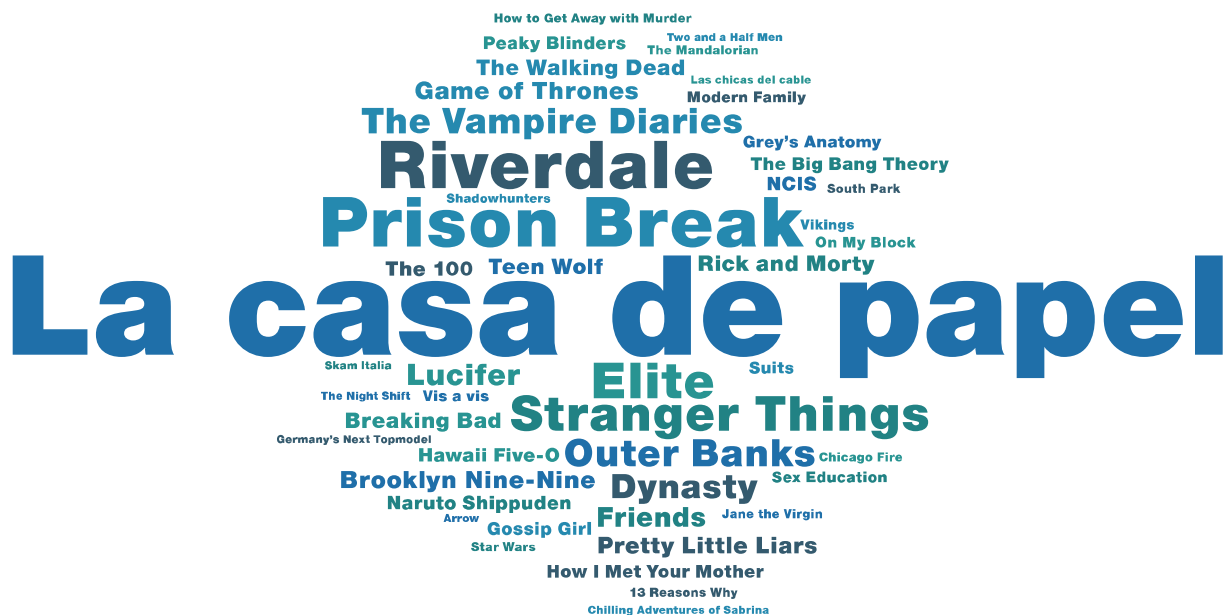 How to Get Away with Murder
Two and a Half Men
Peaky Blinders
The Mandalorian
The Walking Dead
Las chicas del cable
Game of Thrones
Modern Family
The Vampire Diaries
Grey's Anatomy
Riverdale
The Big Bang Theory
NCIS
South Park
Shadowhunters
Prison Break
Vikings
On My Block
The 100
Teen Wolf
Rick and Morty
La casa de papel
Skam Italia
Lucifer
Elite
Suits
The Night Shift
Vis a vis
Breaking Bad
Stranger Things
Germany's Next Topmodel
Hawaii Five-O
Outer Banks
Chicago Fire
Brooklyn Nine-Nine
Dynasty
Sex Education
Naruto Shippuden
Arrow
Gossip Girl
Friends
Jane the Virgin
Star Wars
Pretty Little Liars
How I Met Your Mother
13 Reasons Why
Chilling Adventures of Sabrina